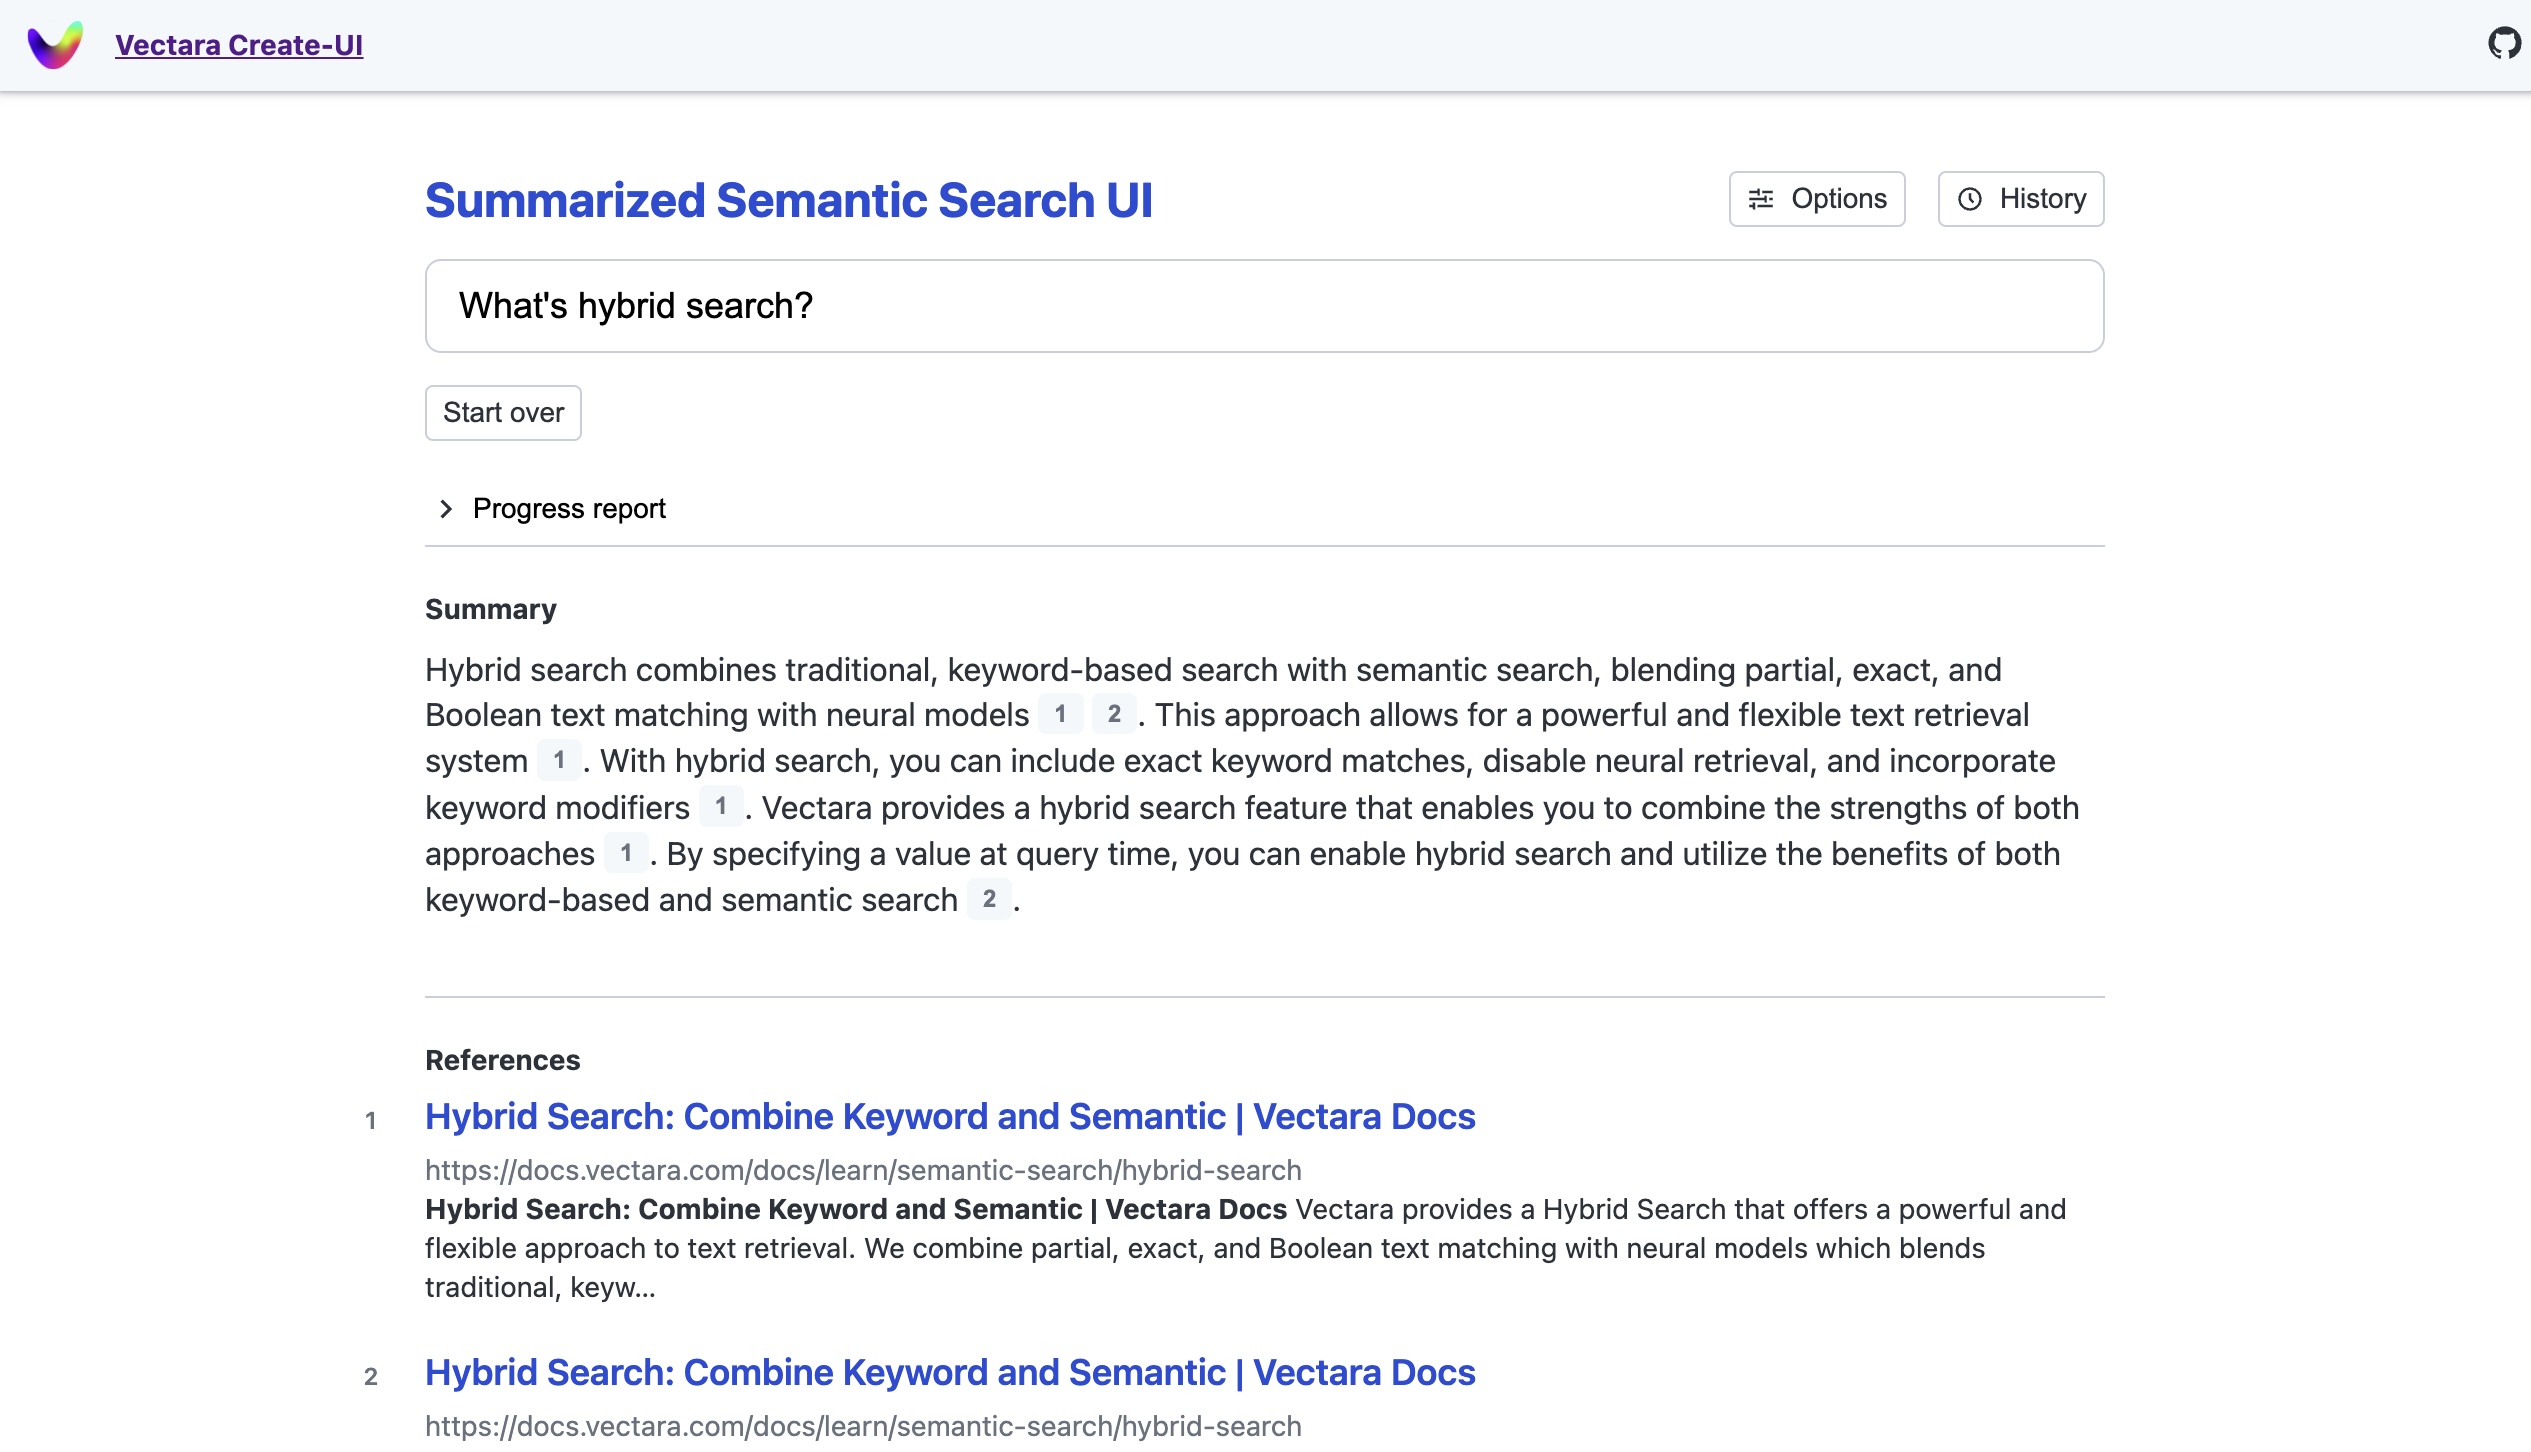 Vectara Create-UI
Summarized Semantic Search UI
Options
History
What's hybrid search?
Start over
Progress report
Summary
Hybrid search combines traditional, keyword-based search with semantic search, blending partial, exact, and
Boolean text matching with neural models 1 2 . This approach allows for a powerful and flexible text retrieval
system 1 . With hybrid search, you can include exact keyword matches, disable neural retrieval, and incorporate
keyword modifiers 1 . Vectara provides a hybrid search feature that enables you to combine the strengths of both
approaches 1 . By specifying a value at query time, you can enable hybrid search and utilize the benefits of both
keyword-based and semantic search 2 .
References
1 Hybrid Search: Combine Keyword and Semantic | Vectara Docs
https://docs.vectara.com/docs/learn/semantic-search/hybrid-search
Hybrid Search: Combine Keyword and Semantic | Vectara Docs Vectara provides a Hybrid Search that offers a powerful and
flexible approach to text retrieval. We combine partial, exact, and Boolean text matching with neural models which blends
traditional, keyw...
2 Hybrid Search: Combine Keyword and Semantic | Vectara Docs
https://docs.vectara.com/docs/learn/semantic-search/hybrid-search